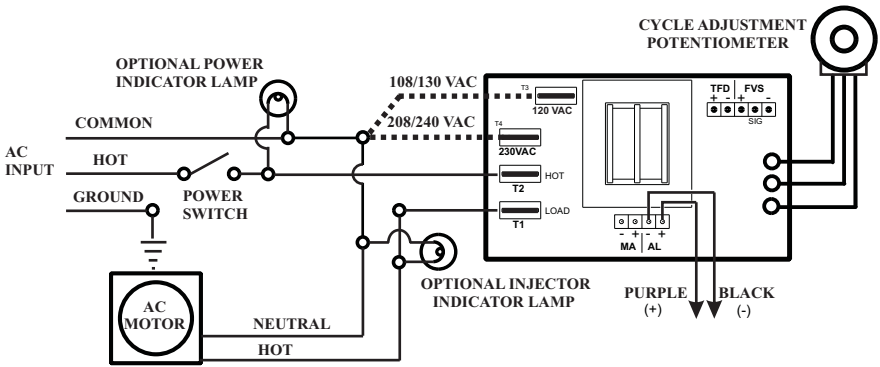 CYCLE ADJUSTMENT
POTENTIOMETER
OPTIONAL POWER
INDICATOR LAMP
108/130 VAC
T3
120 VAC
TFD
FVS
+ - + -
SIG
COMMON
208/240 VAC
T4
230VAC
AC
INPUT
HOT
T2
HOT
POWER
SWITCH
GROUND
T1
LOAD
- + - +
MA
AL
OPTIONAL INJECTOR
INDICATOR LAMP
PURPLE
(+)
BLACK
(-)
AC
MOTOR
NEUTRAL
HOT